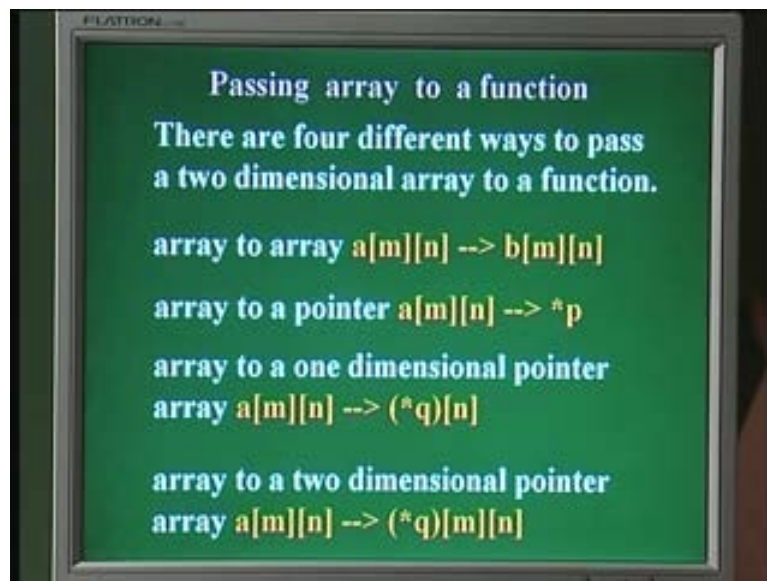 FLATRON
Passing array to a function
There are four different ways to pass
a two dimensional array to a function.
array to array a[m][n] --> b[m][n]
array to a pointer a[m][n] --> *p
array to a one dimensional pointer
array a[m][n] --> (*q)[n]
array to a two dimensional pointer
array a[m][n] --> (*q)[m][n]